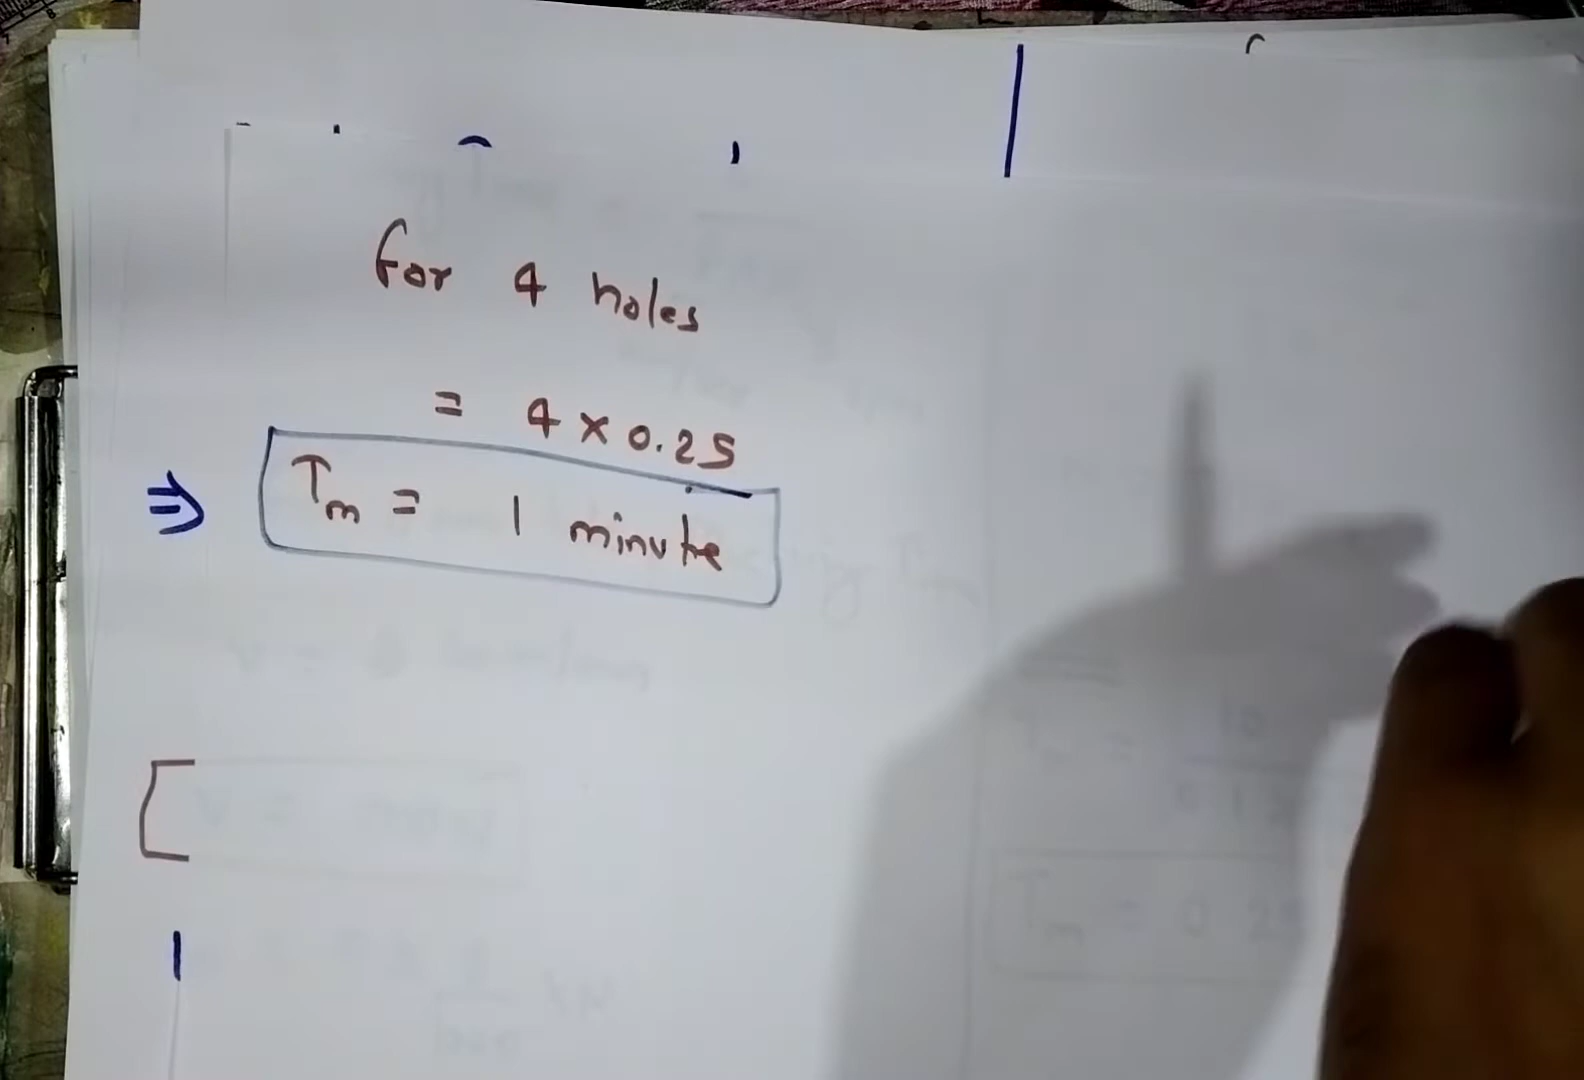 for 4 holes
= 4 × 0.25
⇒ Tm = 1 minute